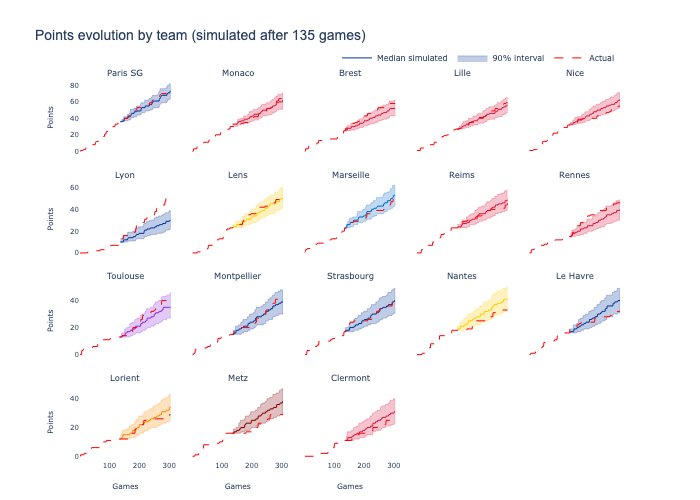 Points evolution by team (simulated after 135 games)
Median simulated 90% interval Actual
Paris SG Monaco Brest Lille Nice
80
60
40
20
0
Points
Lyon Lens Marseille Reims Rennes
60
40
20
0
Points
Toulouse Montpellier Strasbourg Nantes Le Havre
40
20
0
Points
Lorient Metz Clermont
40
20
0
Points
100 200 300 100 200 300 100 200 300
Games Games Games